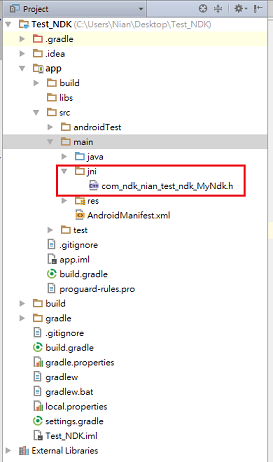 Project
Test_NDK (C:\Users\Nian\Desktop\Test_NDK)
.gradle
.idea
app
build
libs
src
androidTest
main
java
jni
com_ndk_nian_test_ndk_MyNdk.h
res
AndroidManifest.xml
test
.gitignore
app.iml
build.gradle
proguard-rules.pro
build
gradle
.gitignore
build.gradle
gradle.properties
gradlew
gradlew.bat
local.properties
settings.gradle
Test_NDK.iml
External Libraries